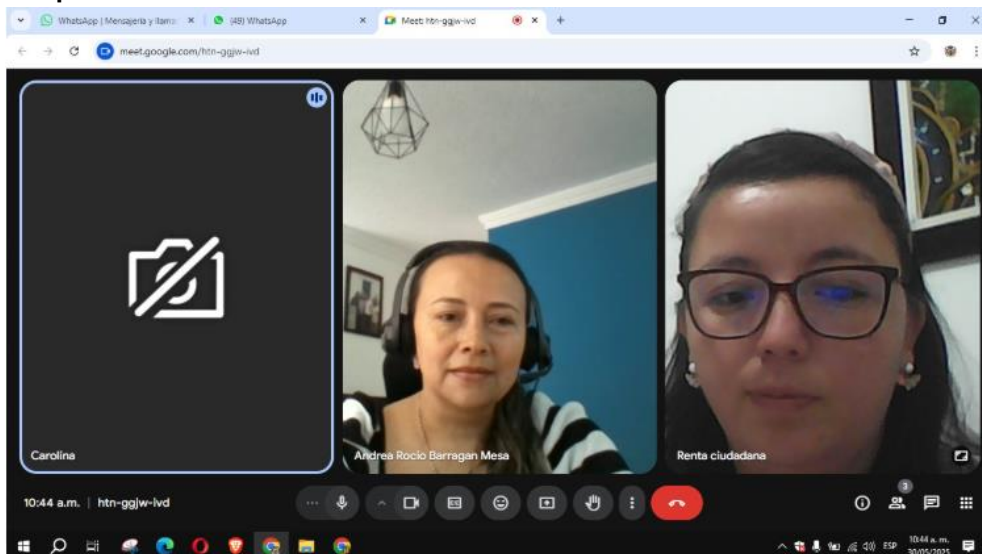 WhatsApp | Mensajería y llama
(49) WhatsApp
Meet: htn-ggjw-ivd
meet.google.com/htn-ggjw-ivd
Carolina
Andrea Rocio Barragan Mesa
Renta ciudadana
10:44 a.m. | htn-ggjw-ivd
3
ESP
10:44 a. m.
30/05/2025